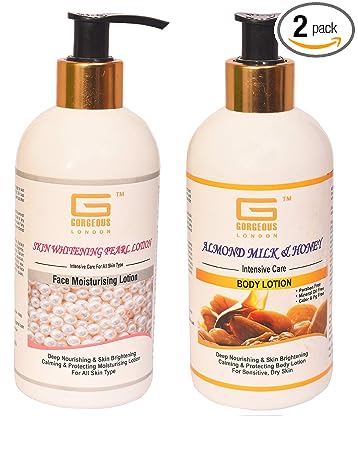 2
pack
G ™
GORGEOUS
LONDON
SKIN WHITENING PEARL LOTION
Intensive Care For All Skin Type
Face Moisturising Lotion
Deep Nourishing & Skin Brightening
Calming & Protecting Moisturising Lotion
For All Skin Type
G ™
GORGEOUS
LONDON
ALMOND MILK & HONEY
Intensive Care
BODY LOTION
• Paraben Free
• Mineral Oil Free
Deep Nourishing & Skin Brightening
Calming & Protecting Body Lotion
For Sensitive, Dry Skin